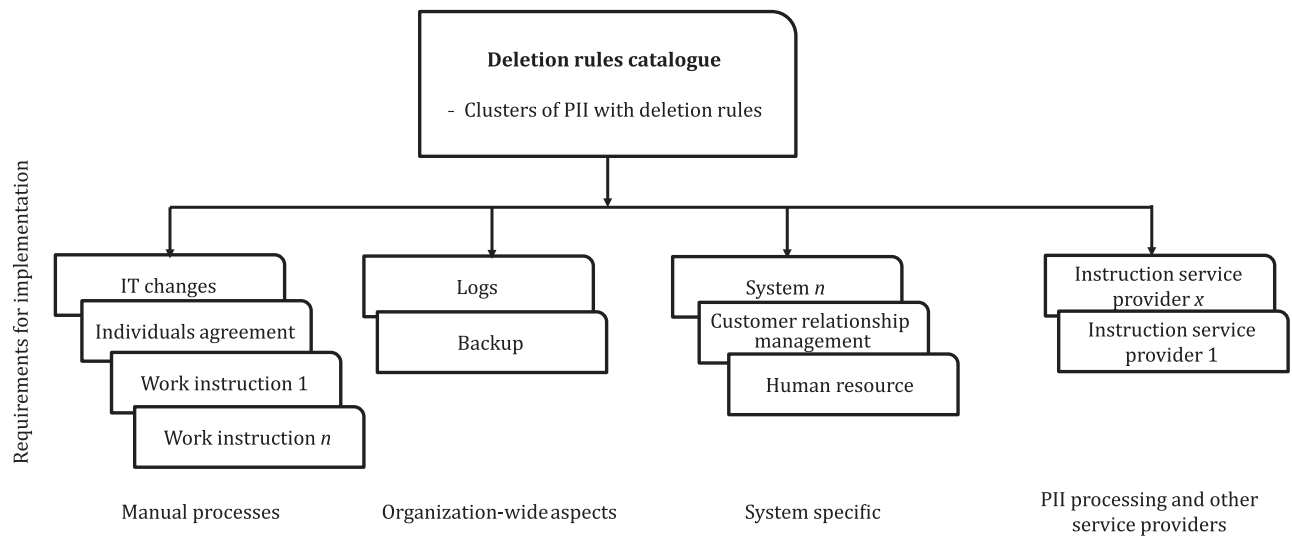 Deletion rules catalogue
- Clusters of PII with deletion rules
Requirements for implementation
IT changes
Individuals agreement
Work instruction 1
Work instruction n
Manual processes
Logs
Backup
Organization-wide aspects
System n
Customer relationship
management
Human resource
System specific
Instruction service
provider x
Instruction service
provider 1
PII processing and other
service providers